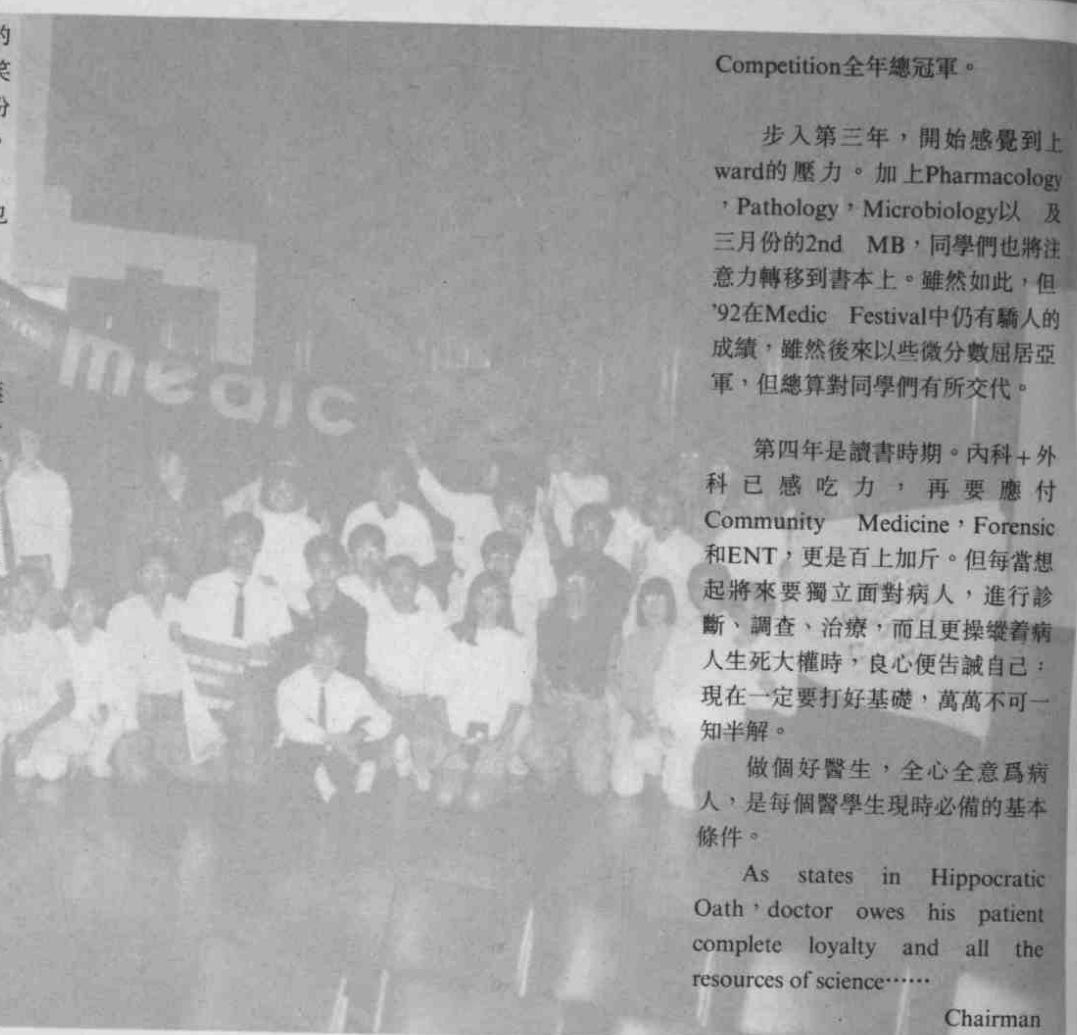 的
笑
份
也
medic
Competition全年總冠軍。
步入第三年，開始感覺到上
ward的壓力。加上Pharmacology
，Pathology，Microbiology以 及
三月份的2nd MB，同學們也將注
意力轉移到書本上。雖然如此，但
'92在Medic Festival中仍有驕人的
成績，雖然後來以些微分數屈居亞
軍，但總算對同學們有所交代。
第四年是讀書時期。內科+外
科已感吃力，再要應付
Community Medicine，Forensic
和ENT，更是百上加斤。但每當想
起將來要獨立面對病人，進行診
斷、調查、治療，而且更操縱着病
人生死大權時，良心便告誡自己：
現在一定要打好基礎，萬萬不可一
知半解。
做個好醫生，全心全意爲病
人，是每個醫學生現時必備的基本
條件。
As states in Hippocratic
Oath，doctor owes his patient
complete loyalty and all the
resources of science……
Chairman